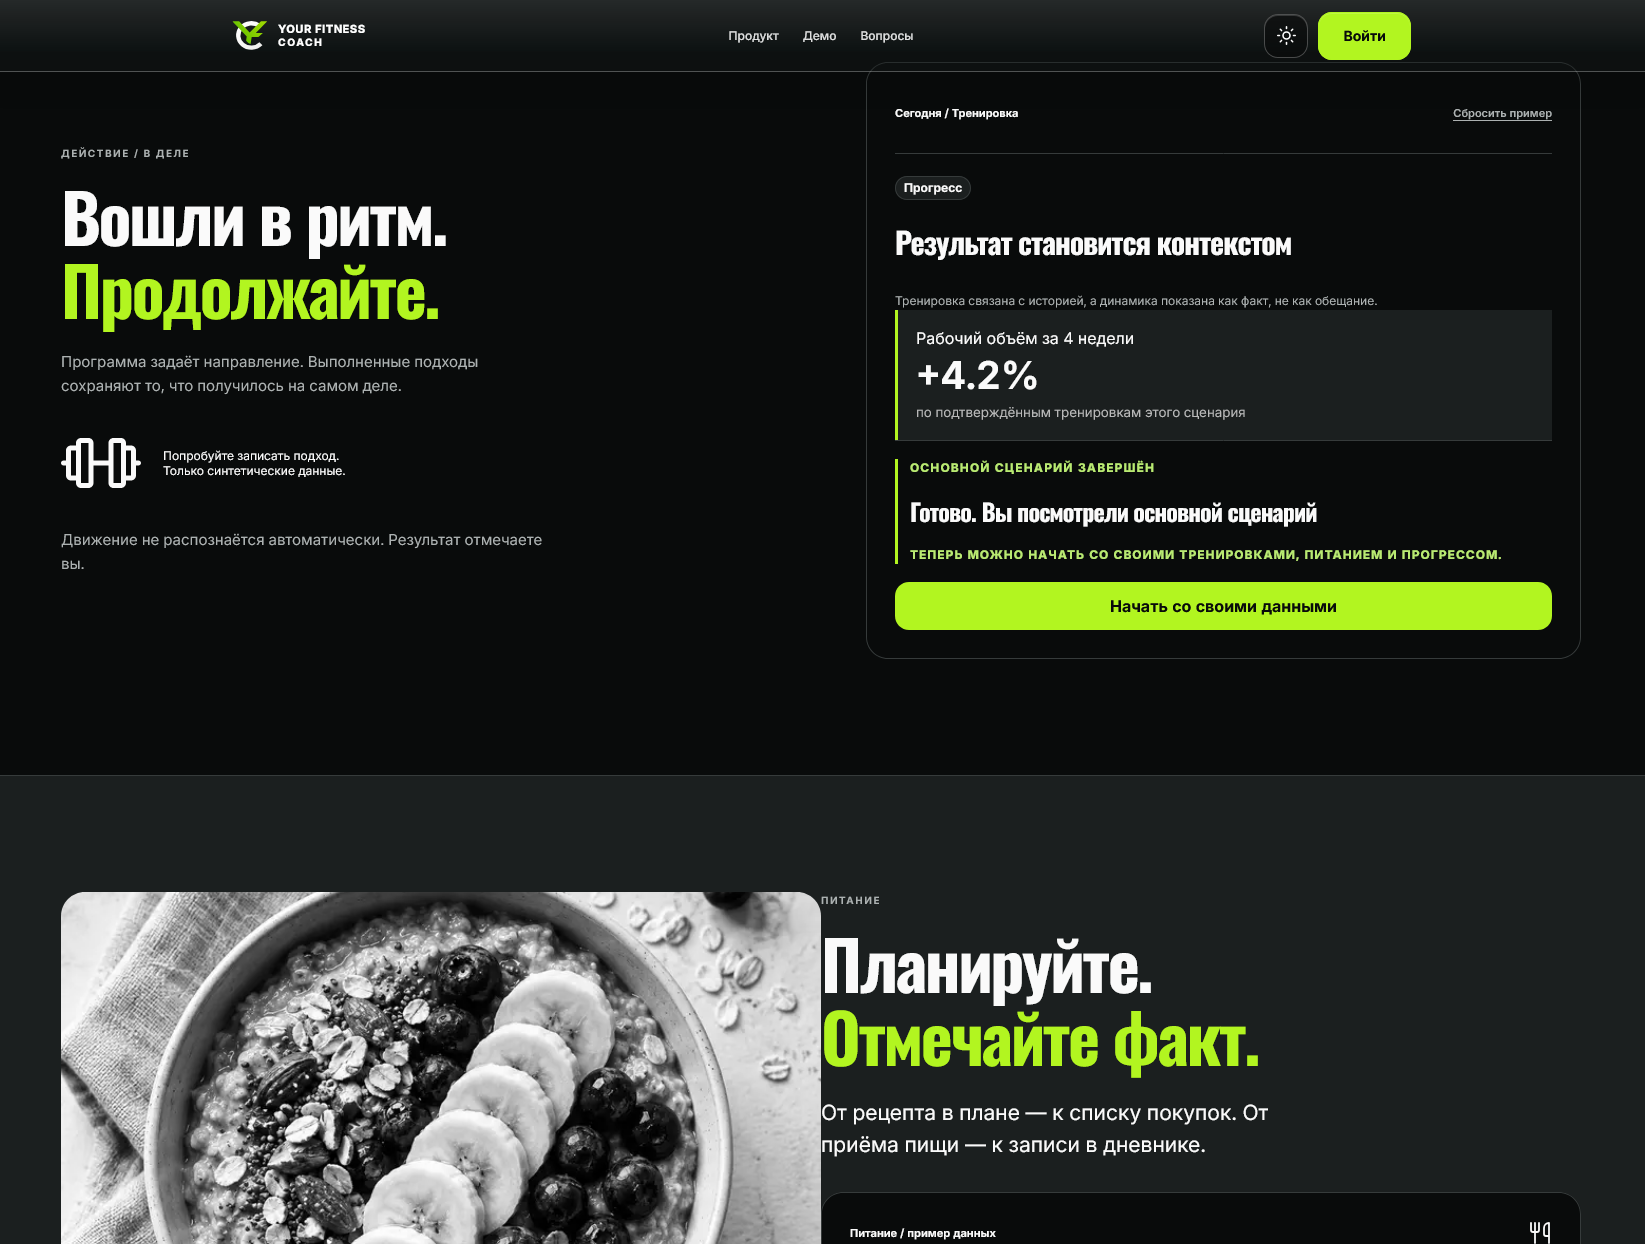 YOUR FITNESS
COACH
Продукт
Демо
Вопросы
Войти
ДЕЙСТВИЕ / В ДЕЛЕ
Вошли в ритм.
Продолжайте.
Программа задаёт направление. Выполненные подходы
сохраняют то, что получилось на самом деле.
Попробуйте записать подход.
Только синтетические данные.
Движение не распознаётся автоматически. Результат отмечаете
вы.
Сегодня / Тренировка
Сбросить пример
Прогресс
Результат становится контекстом
Тренировка связана с историей, а динамика показана как факт, не как обещание.
Рабочий объём за 4 недели
+4.2%
по подтверждённым тренировкам этого сценария
ОСНОВНОЙ СЦЕНАРИЙ ЗАВЕРШЁН
Готово. Вы посмотрели основной сценарий
ТЕПЕРЬ МОЖНО НАЧАТЬ СО СВОИМИ ТРЕНИРОВКАМИ, ПИТАНИЕМ И ПРОГРЕССОМ.
Начать со своими данными
ПИТАНИЕ
Планируйте.
Отмечайте факт.
От рецепта в плане — к списку покупок. От
приёма пищи — к записи в дневнике.
Питание / пример данных